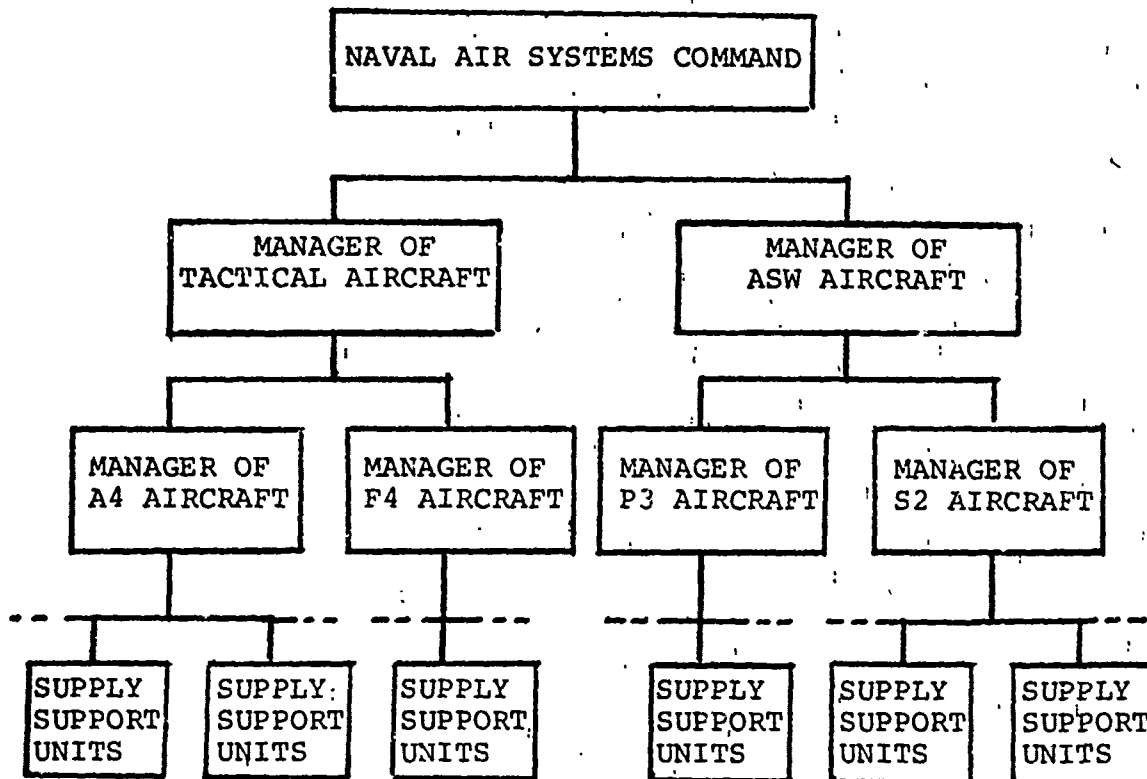 NAVAL AIR SYSTEMS COMMAND
MANAGER OF
TACTICAL AIRCRAFT
MANAGER OF
ASW AIRCRAFT
MANAGER OF
A4 AIRCRAFT
MANAGER OF
F4 AIRCRAFT
MANAGER OF
P3 AIRCRAFT
MANAGER OF
S2 AIRCRAFT
SUPPLY
SUPPORT
UNITS
SUPPLY
SUPPORT
UNITS
SUPPLY
SUPPORT
UNITS
SUPPLY
SUPPORT
UNITS
SUPPLY
SUPPORT
UNITS
SUPPLY
SUPPORT
UNITS